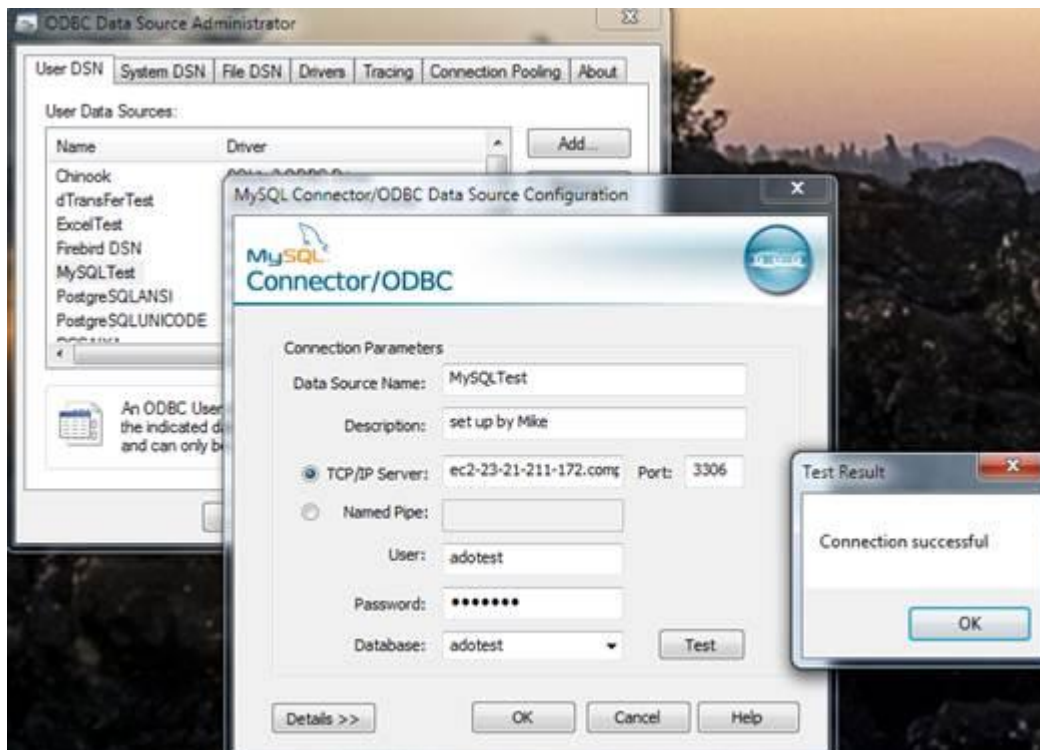 ODBC Data Source Administrator
User DSN System DSN File DSN Drivers Tracing Connection Pooling About
User Data Sources:
Name Driver
Add...
Chinook
dTransFerTest
ExcelTest
Firebird DSN
MySQLTest
PostgreSQLANSI
PostgreSQLUNICODE
An ODBC User
the indicated
and can only
MySQL Connector/ODBC Data Source Configuration
MySQL
Connector/ODBC
Connection Parameters
Data Source Name: MySQLTest
Description: set up by Mike
TCP/IP Server: ec2-23-21-211-172.comp Port: 3306
Named Pipe:
User: adotest
Password: •••••••
Database: adotest Test
Details >> OK Cancel Help
Test Result
Connection successful
OK